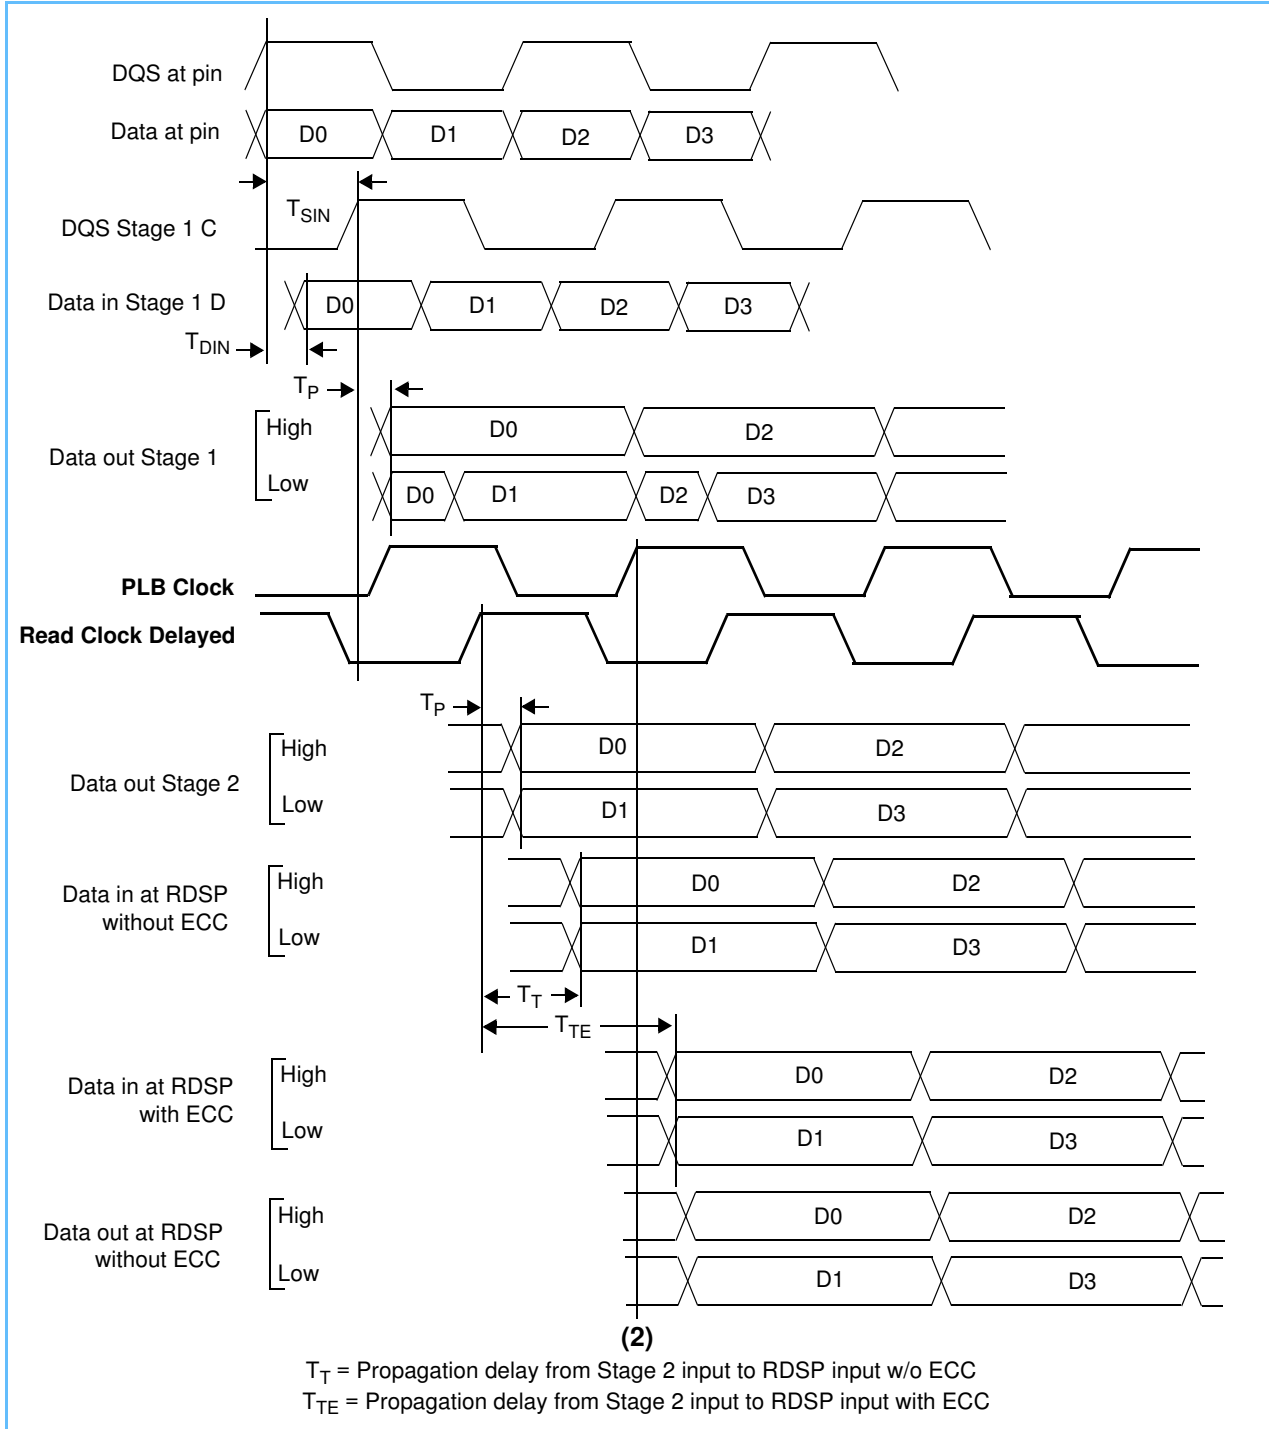 DQS at pin
Data at pin
D0 D1 D2 D3
TSIN
DQS Stage 1 C
Data in Stage 1 D
D0 D1 D2 D3
TDIN
TP
Data out Stage 1
High
D0 D2
Low
D0 D1 D2 D3
PLB Clock
Read Clock Delayed
TP
Data out Stage 2
High
D0 D2
Low
D1 D3
Data in at RDSP
without ECC
High
D0 D2
Low
D1 D3
TT
TTE
Data in at RDSP
with ECC
High
D0 D2
Low
D1 D3
Data out at RDSP
without ECC
High
D0 D2
Low
D1 D3
(2)
TT = Propagation delay from Stage 2 input to RDSP input w/o ECC
TTE = Propagation delay from Stage 2 input to RDSP input with ECC